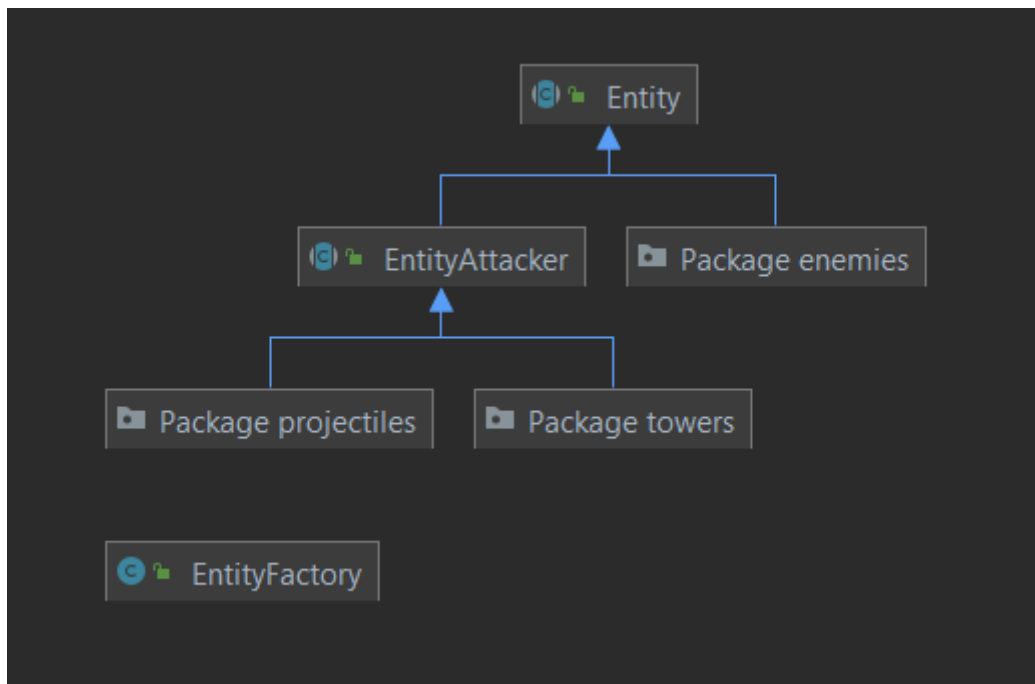 Entity
EntityAttacker
Package enemies
Package projectiles
Package towers
EntityFactory